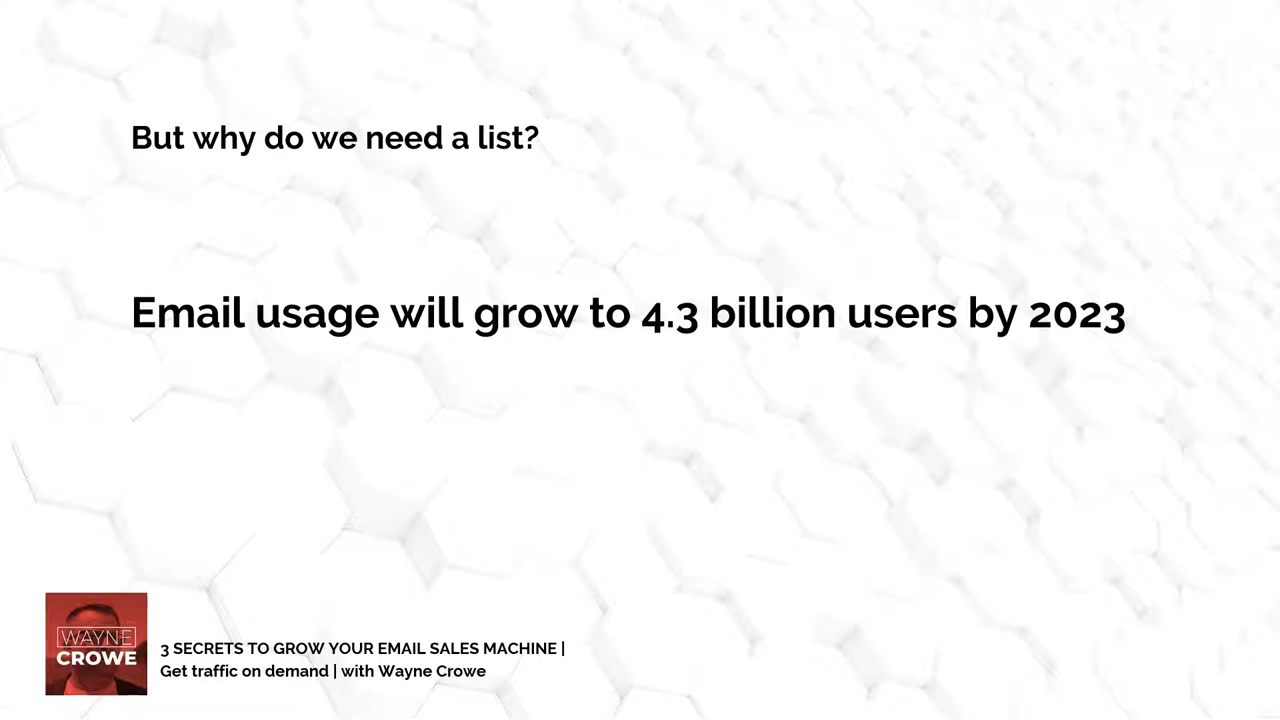 But why do we need a list?
Email usage will grow to 4.3 billion users by 2023
WAYNE
CROWE
3 SECRETS TO GROW YOUR EMAIL SALES MACHINE |
Get traffic on demand | with Wayne Crowe